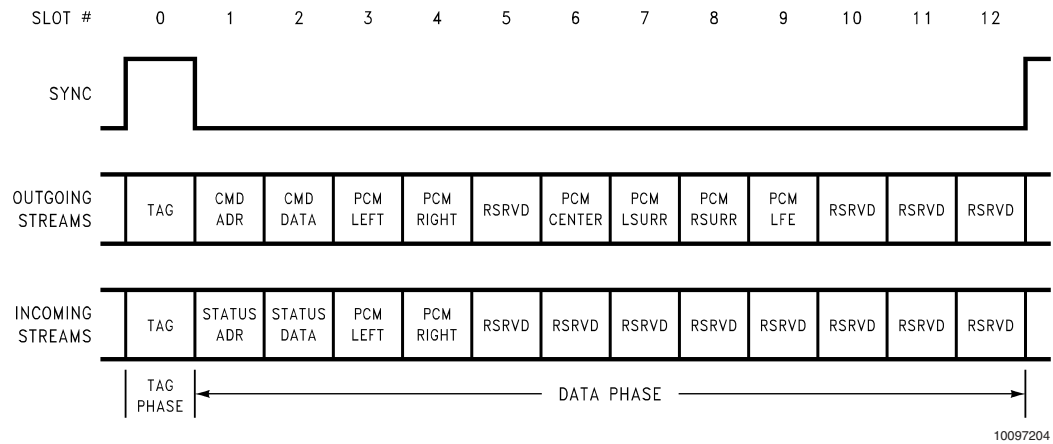 SLOT # 0 1 2 3 4 5 6 7 8 9 10 11 12
SYNC
OUTGOING
STREAMS
TAG
CMD
ADR
CMD
DATA
PCM
LEFT
PCM
RIGHT
RSRVD
PCM
CENTER
PCM
LSURR
PCM
RSURR
PCM
LFE
RSRVD
RSRVD
RSRVD
INCOMING
STREAMS
TAG
STATUS
ADR
STATUS
DATA
PCM
LEFT
PCM
RIGHT
RSRVD
RSRVD
RSRVD
RSRVD
RSRVD
RSRVD
RSRVD
RSRVD
TAG
PHASE
DATA PHASE
10097204